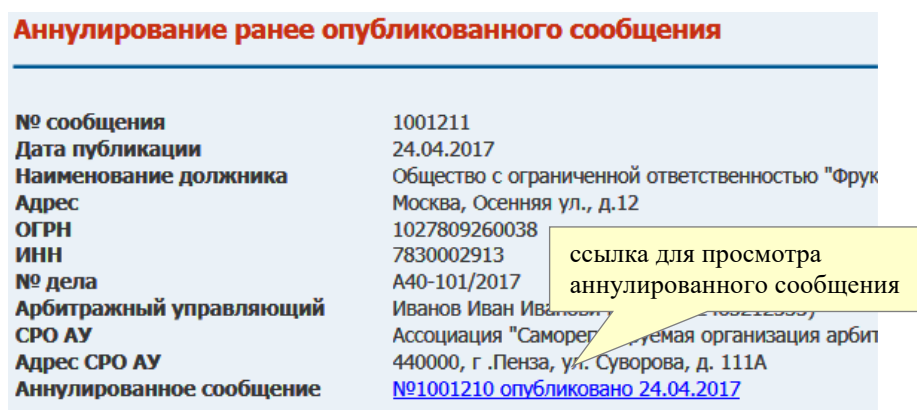 Аннулирование ранее опубликованного сообщения
№ сообщения 1001211
Дата публикации 24.04.2017
Наименование должника Общество с ограниченной ответственностью "Фрук
Адрес Москва, Осенняя ул., д.12
ОГРН 1027809260038
ИНН 7830002913
№ дела А40-101/2017
Арбитражный управляющий Иванов Иван
СРО АУ Ассоциация
Адрес СРО АУ 440000, г .Пенза, ул. Суворова, д. 111А
Аннулированное сообщение №1001210 опубликовано 24.04.2017
ссылка для просмотра
аннулированного сообщения